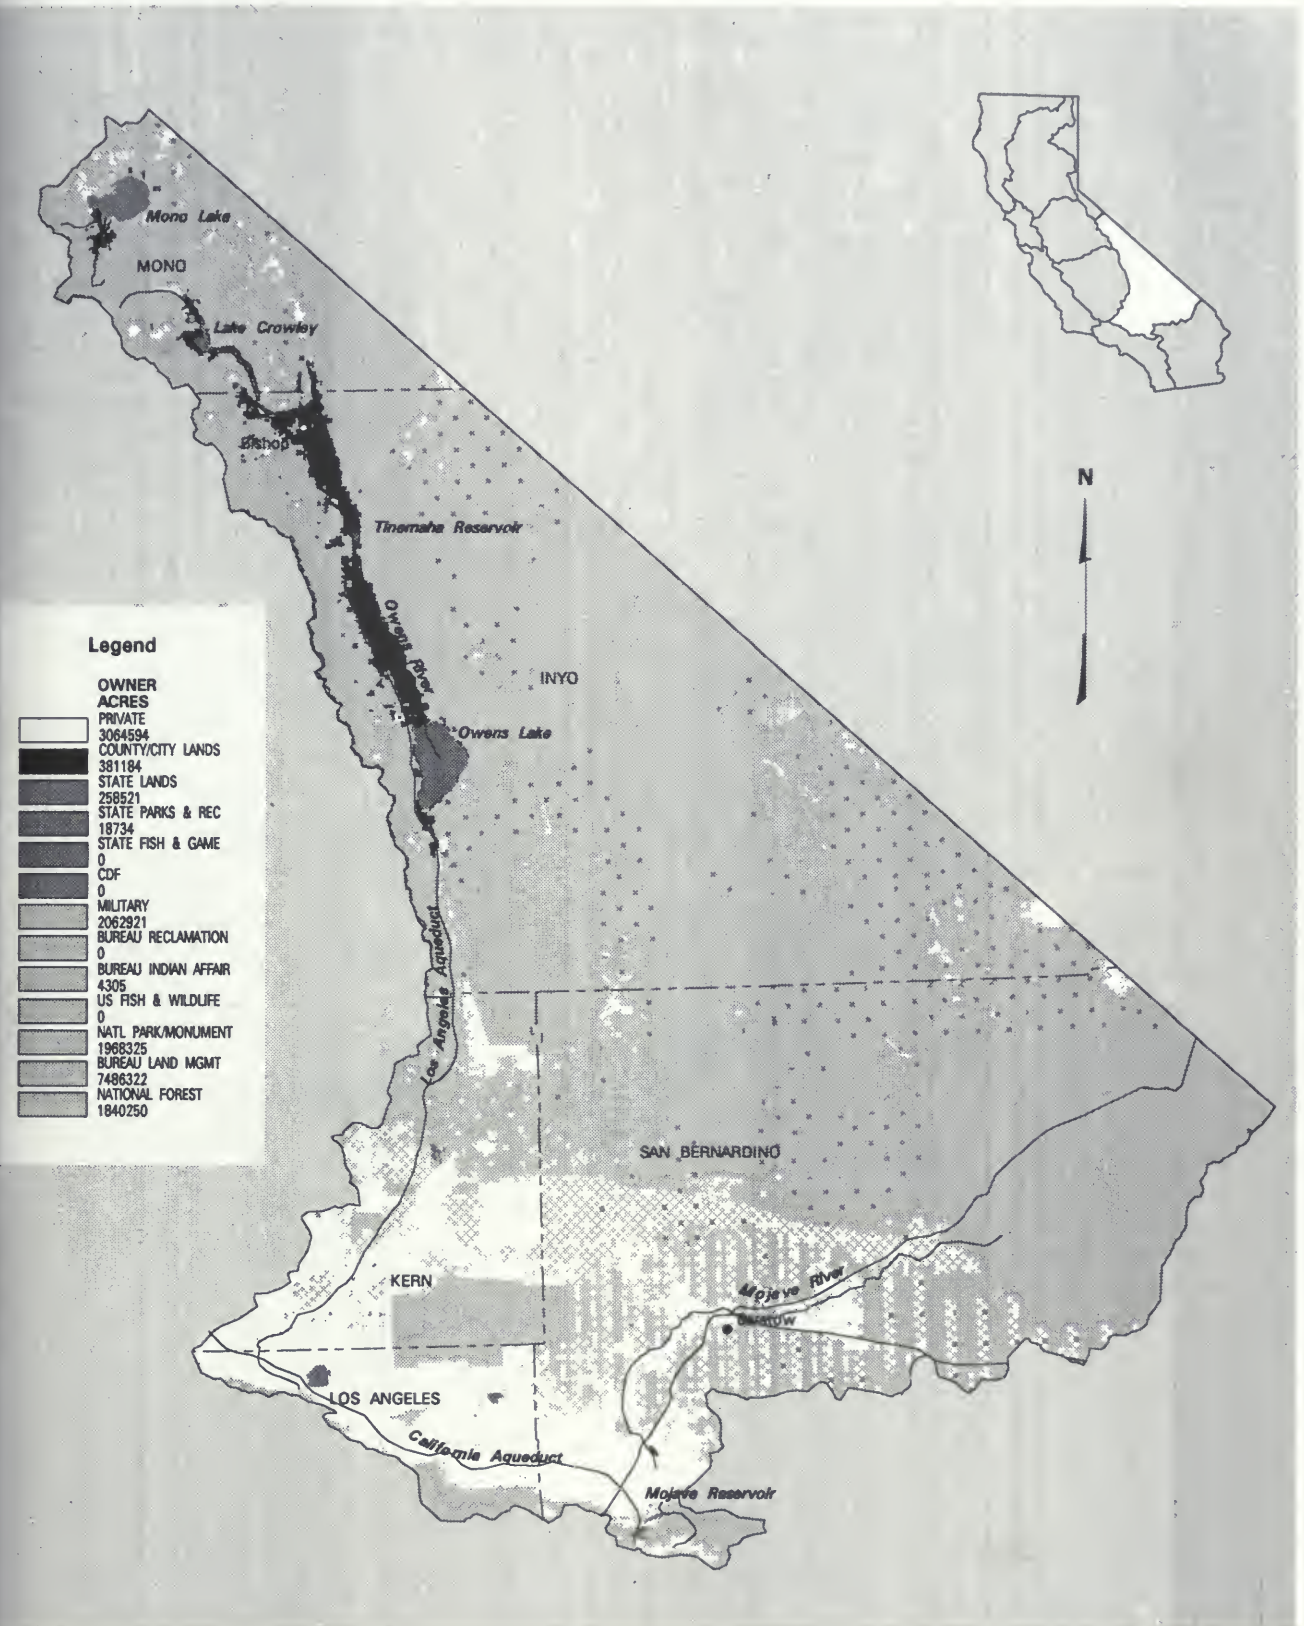 Mono Lake
MONO
Lake Crowley
Bishop
N
Tinemaha Reservoir
Owens River
INYO
Owens Lake
Legend
OWNER
ACRES
PRIVATE
3064594
COUNTY/CITY LANDS
381184
STATE LANDS
258521
STATE PARKS & REC
18734
STATE FISH & GAME
0
CDF
0
MILITARY
2062921
BUREAU RECLAMATION
0
BUREAU INDIAN AFFAIR
4305
US FISH & WILDLIFE
0
NATL PARK/MONUMENT
1968325
BUREAU LAND MGMT
7486322
NATIONAL FOREST
1840250
Los Angeles Aqueduct
SAN BERNARDINO
KERN
Mojave River
Barstow
LOS ANGELES
California Aqueduct
Mojave Reservoir